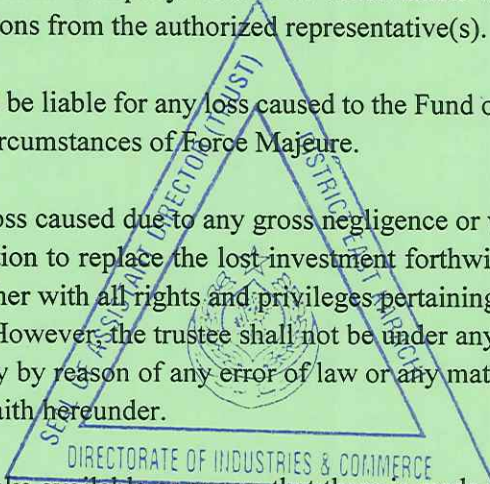 ons from the authorized representative(s).
be liable for any loss caused to the Fund o
rcumstances of Force Majeure.
oss caused due to any gross negligence or
tion to replace the lost investment forthwi
ner with all rights and privileges pertaining
However, the trustee shall not be under any
y by reason of any error of law or any mat
aith hereunder.
SEAL OF ASSISTANT DIRECTOR (TRUST)
DISTRICT EAST KARACHI
DIRECTORATE OF INDUSTRIES & COMMERCE